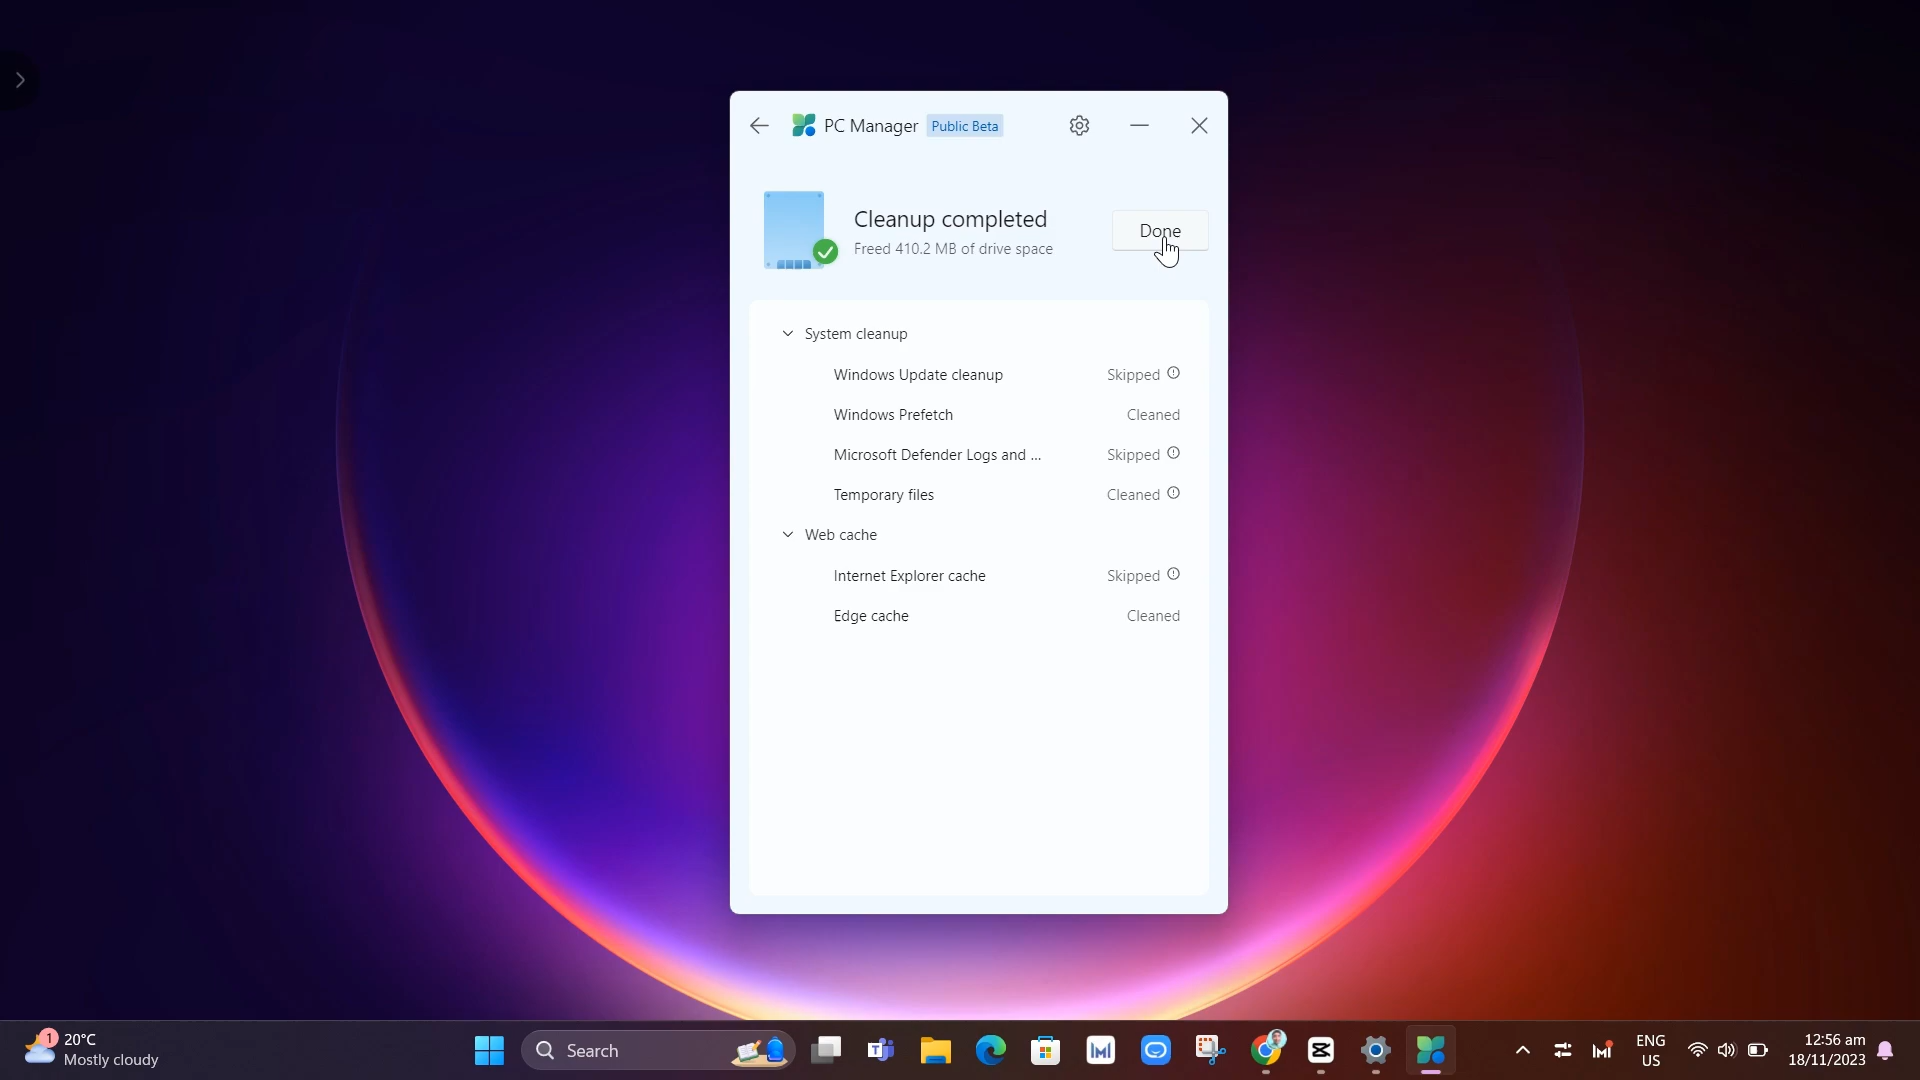 PC Manager Public Beta
Cleanup completed
Done
Freed 410.2 MB of drive space
System cleanup
Windows Update cleanup Skipped
Windows Prefetch Cleaned
Microsoft Defender Logs and ... Skipped
Temporary files Cleaned
Web cache
Internet Explorer cache Skipped
Edge cache Cleaned
1
20°C
Mostly cloudy
Search
ENG
US
12:56 am
18/11/2023